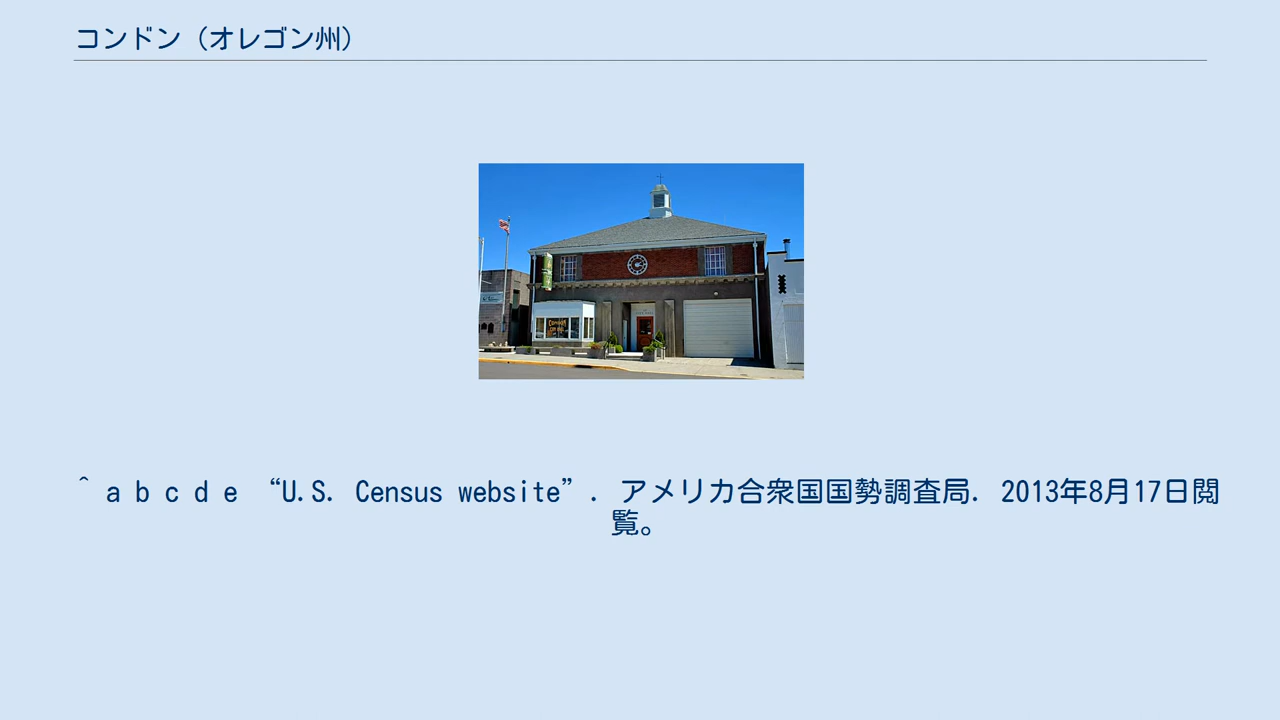 コンドン（オレゴン州）
^ a b c d e “U.S. Census website”. アメリカ合衆国国勢調査局. 2013年8月17日閲
覧。